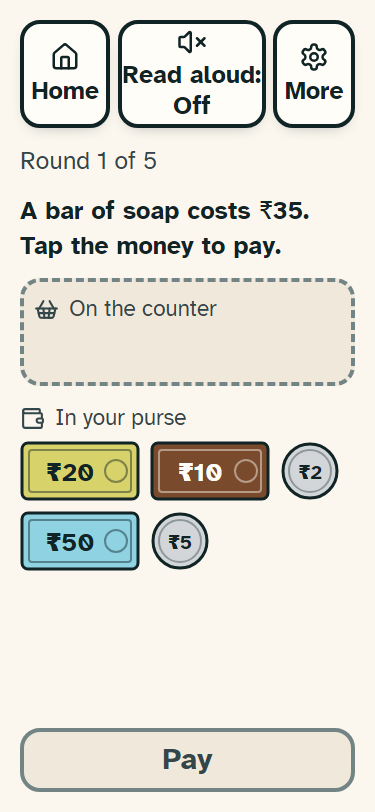 Home
Read aloud:
Off
More
Round 1 of 5
A bar of soap costs ₹35.
Tap the money to pay.
On the counter
In your purse
₹20
₹10
₹2
₹50
₹5
Pay